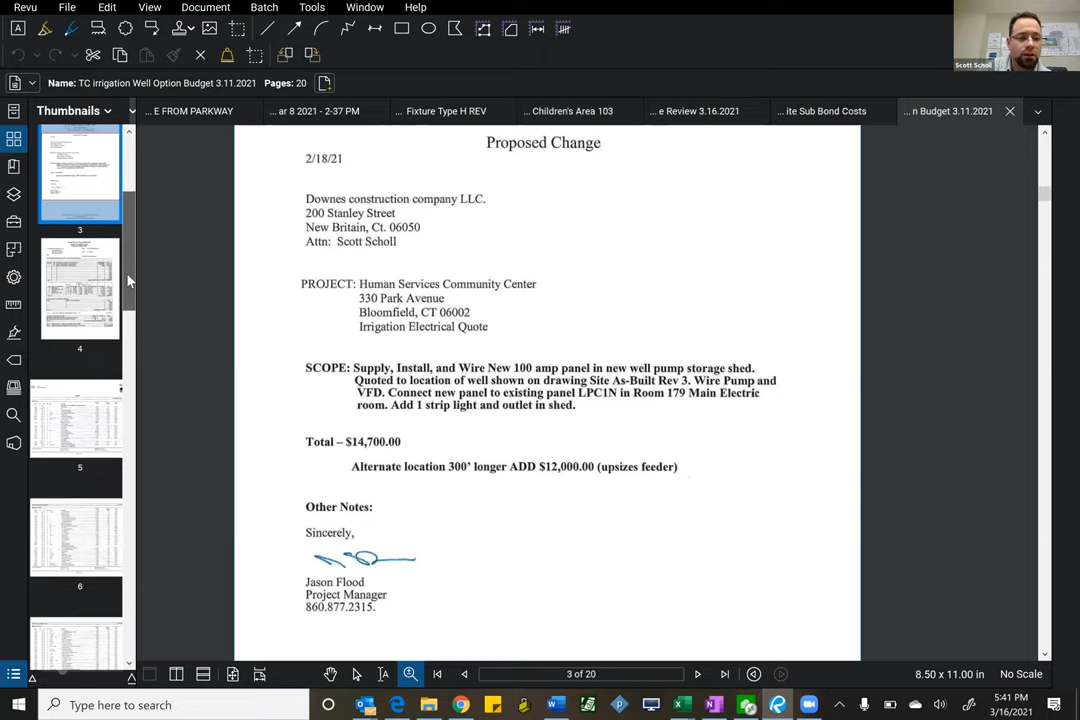 Revu File Edit View Document Batch Tools Window Help
Scott Scholl
Name: TC irrigation Well Option Budget 3.11.2021 Pages: 20
Thumbnails
...E FROM PARKWAY
...ar 8 2021 - 2:37 PM
...Fixture Type H REV
...Children's Area 103
...e Review 3.16.2021
...ite Sub Bond Costs
...n Budget 3.11.2021
Proposed Change
2/18/21
Downes construction company LLC.
200 Stanley Street
New Britain, Ct. 06050
Attn: Scott Scholl
PROJECT: Human Services Community Center
330 Park Avenue
Bloomfield, CT 06002
Irrigation Electrical Quote
SCOPE: Supply, Install, and Wire New 100 amp panel in new well pump storage shed.
Quoted to location of well shown on drawing Site As-Built Rev 3. Wire Pump and
VFD. Connect new panel to existing panel LPC1N in Room 179 Main Electric
room. Add 1 strip light and outlet in shed.
Total – $14,700.00
Alternate location 300' longer ADD $12,000.00 (upsizes feeder)
Other Notes:
Sincerely,
Jason Flood
Project Manager
860.877.2315.
3
4
5
6
3 of 20
8.50 x 11.00 in
No Scale
Type here to search
5:41 PM
3/16/2021